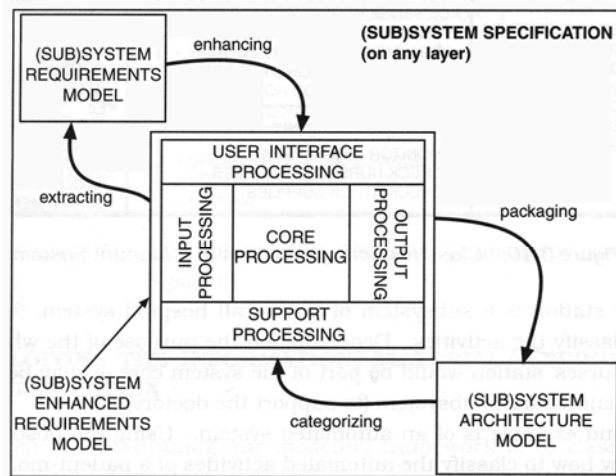 (SUB)SYSTEM SPECIFICATION
(on any layer)
(SUB)SYSTEM
REQUIREMENTS
MODEL
enhancing
extracting
USER INTERFACE
PROCESSING
INPUT
PROCESSING
CORE
PROCESSING
OUTPUT
PROCESSING
SUPPORT
PROCESSING
packaging
(SUB)SYSTEM
ENHANCED
REQUIREMENTS
MODEL
categorizing
(SUB)SYSTEM
ARCHITECTURE
MODEL